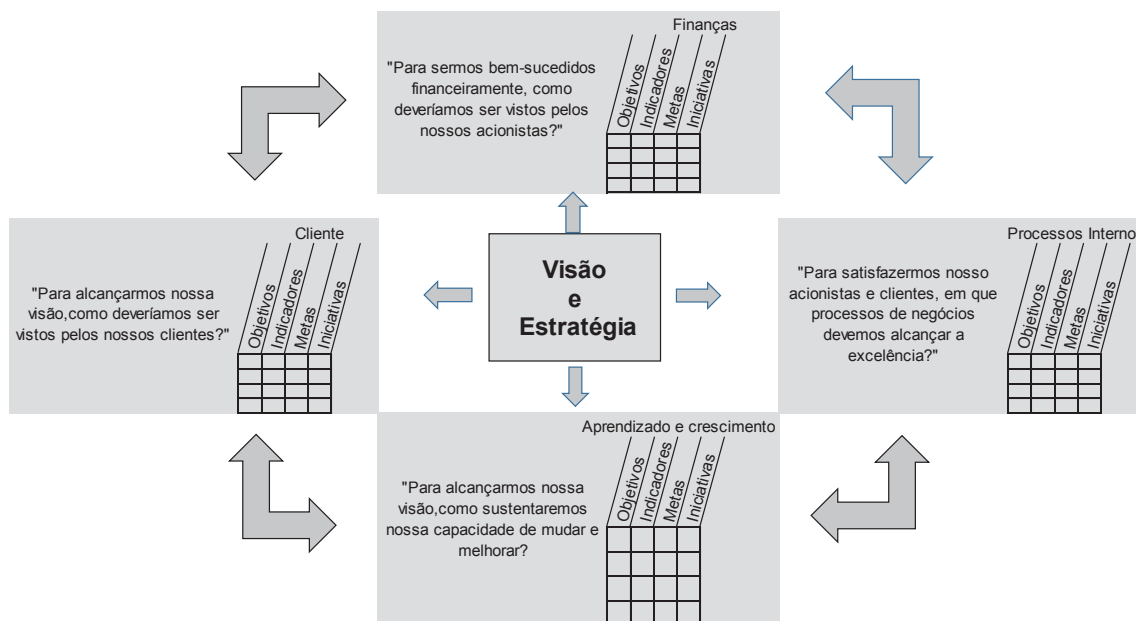 Finanças
"Para sermos bem-sucedidos
financeiramente, como
deveríamos ser vistos pelos
nossos acionistas?"
Objetivos
Indicadores
Metas
Iniciativas
Cliente
"Para alcançarmos nossa
visão,como deveríamos ser
vistos pelos nossos clientes?"
Objetivos
Indicadores
Metas
Iniciativas
Visão
e
Estratégia
Processos Interno
"Para satisfazermos nosso
acionistas e clientes, em que
processos de negócios
devemos alcançar a
excelência?"
Objetivos
Indicadores
Metas
Iniciativas
Aprendizado e crescimento
"Para alcançarmos nossa
visão,como sustentaremos
nossa capacidade de mudar e
melhorar?
Objetivos
Indicadores
Metas
Iniciativas